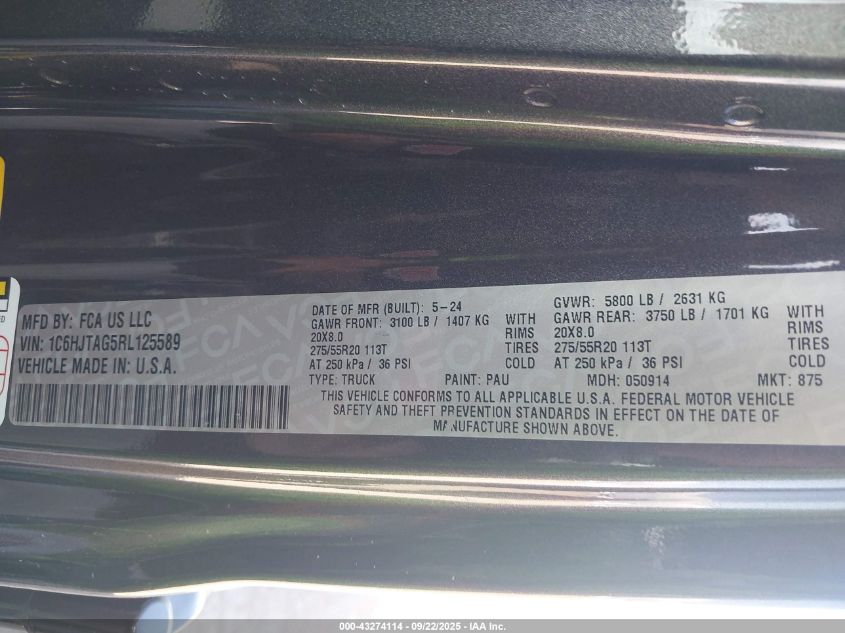 MFD BY: FCA US LLC
VIN: 1C6HJTAG5RL125589
VEHICLE MADE IN U.S.A.
DATE OF MFR (BUILT): 5-24
GAWR FRONT: 3100 LB / 1407 KG WITH
20X8.0 RIMS
275/55R20 113T TIRES
AT 250 kPa / 36 PSI COLD
GVWR: 5800 LB / 2631 KG
GAWR REAR: 3750 LB / 1701 KG WITH
20X8.0 RIMS
275/55R20 113T TIRES
AT 250 kPa / 36 PSI COLD
TYPE: TRUCK PAINT: PAU MDH: 050914 MKT: 875
THIS VEHICLE CONFORMS TO ALL APPLICABLE U.S.A. FEDERAL MOTOR VEHICLE
SAFETY AND THEFT PREVENTION STANDARDS IN EFFECT ON THE DATE OF
MANUFACTURE SHOWN ABOVE.
000-43274114 - 09/22/2025 - IAA Inc.